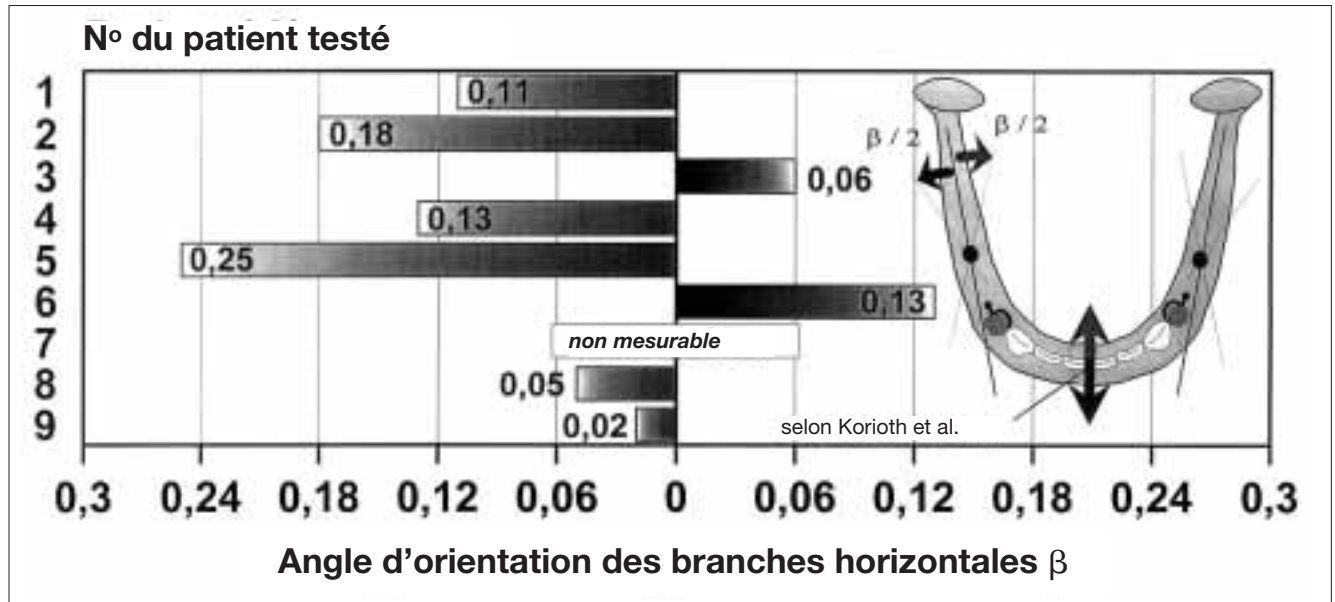 Nº du patient testé
1
0,11
2
0,18
β / 2
β / 2
3
0,06
4
0,13
5
0,25
6
0,13
7
non mesurable
8
0,05
9
0,02
selon Korioth et al.
0,3 0,24 0,18 0,12 0,06 0 0,06 0,12 0,18 0,24 0,3
Angle d'orientation des branches horizontales β